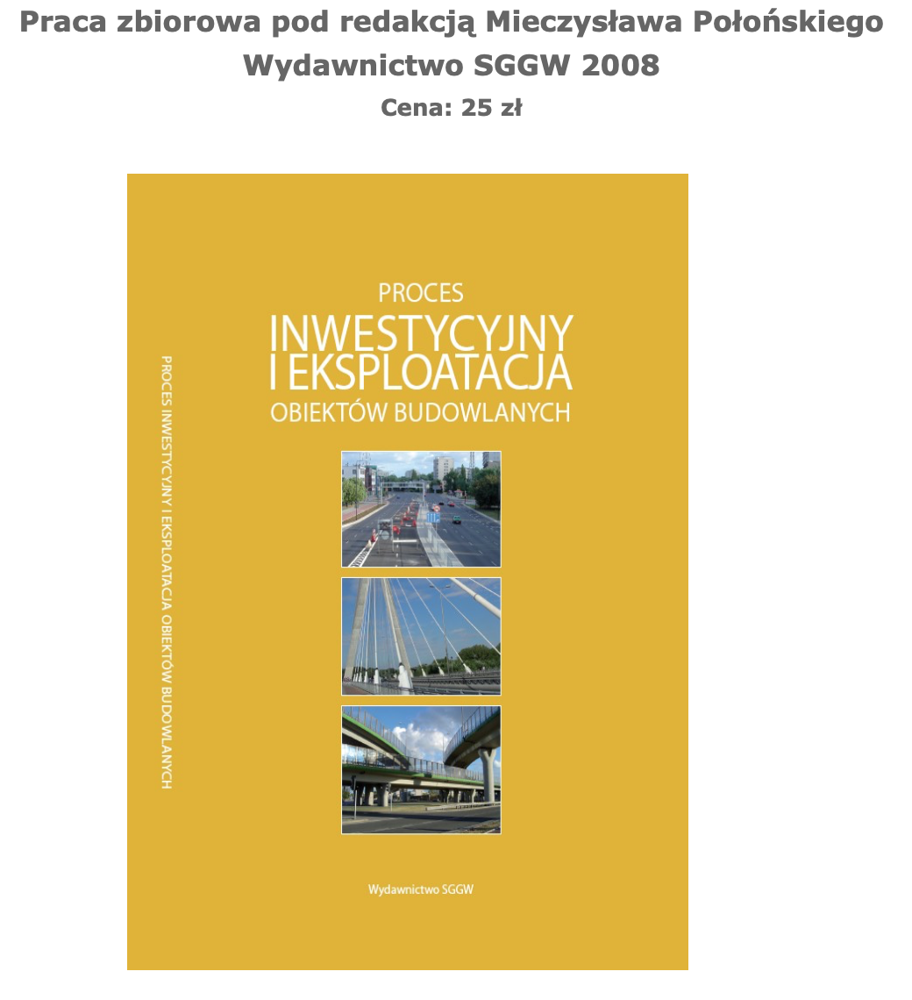 Praca zbiorowa pod redakcją Mieczysława Połońskiego
Wydawnictwo SGGW 2008
Cena: 25 zł
PROCES
INWESTYCYJNY
I EKSPLOATACJA
OBIEKTÓW BUDOWLANYCH
PROCES INWESTYCYJNY I EKSPLOATACJA OBIEKTÓW BUDOWLANYCH
Wydawnictwo SGGW